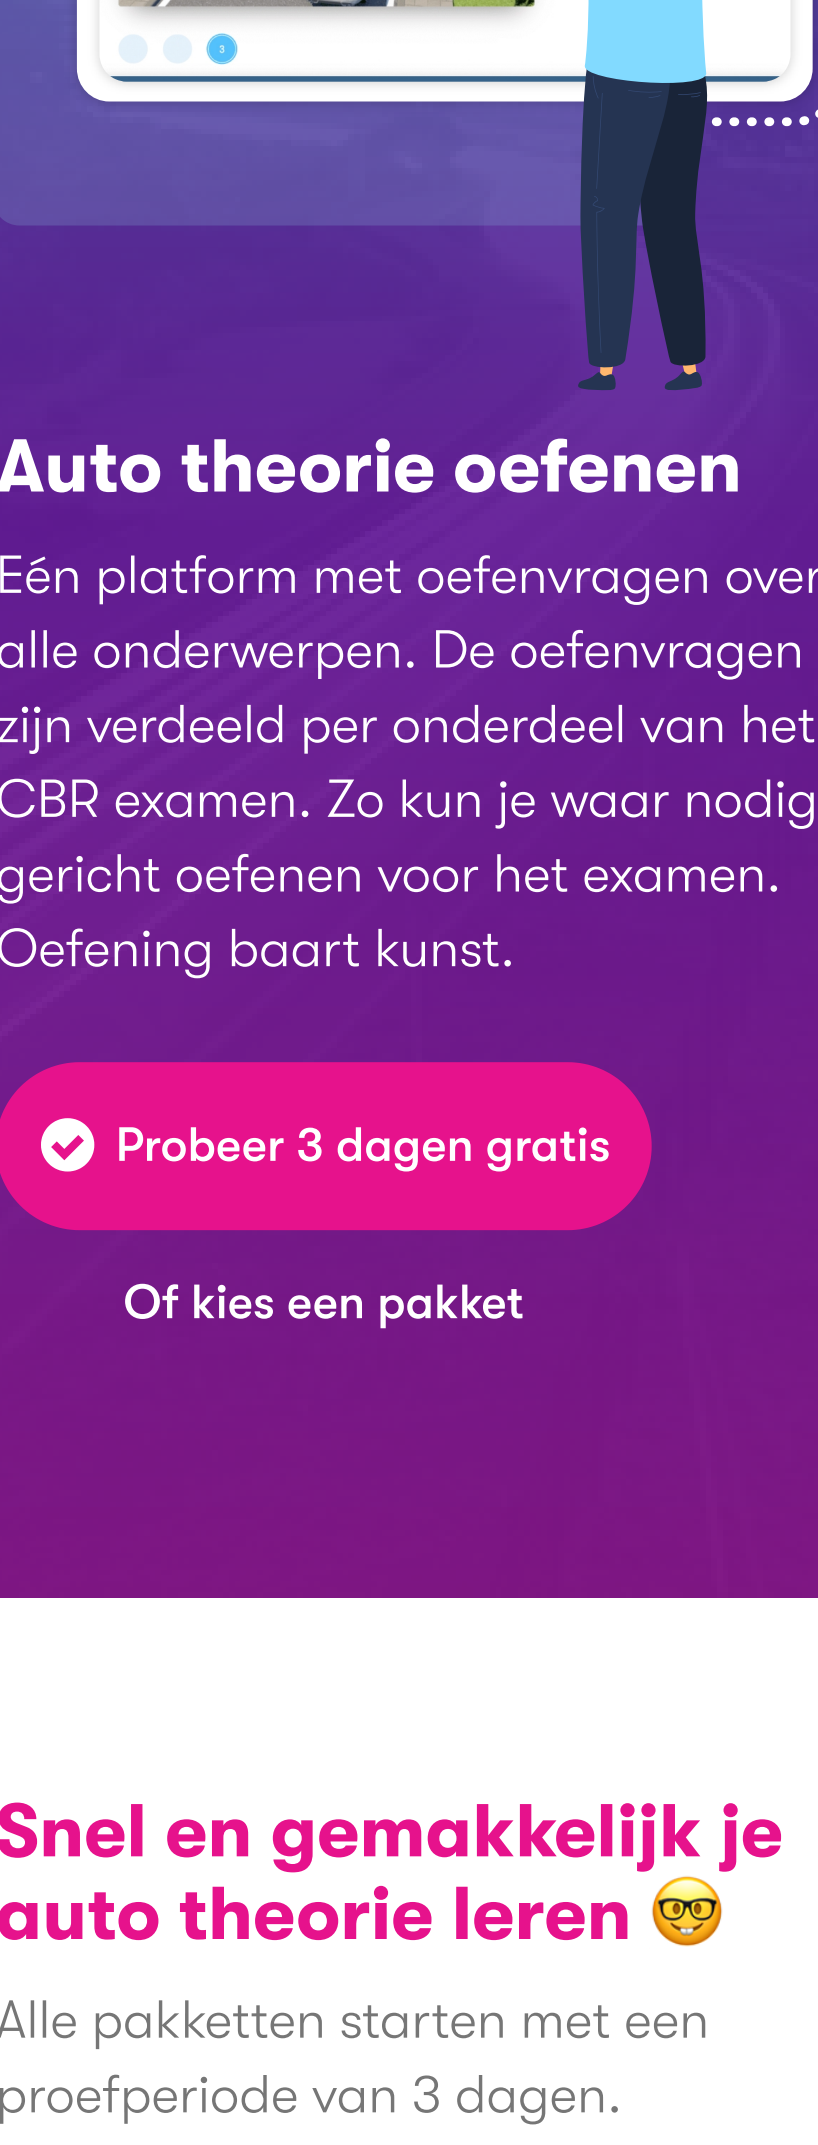 3
Auto theorie oefenen
Eén platform met oefenvragen over
alle onderwerpen. De oefenvragen
zijn verdeeld per onderdeel van het
CBR examen. Zo kun je waar nodig
gericht oefenen voor het examen.
Oefening baart kunst.
Probeer 3 dagen gratis
Of kies een pakket
Snel en gemakkelijk je
auto theorie leren 🤓
Alle pakketten starten met een
proefperiode van 3 dagen.